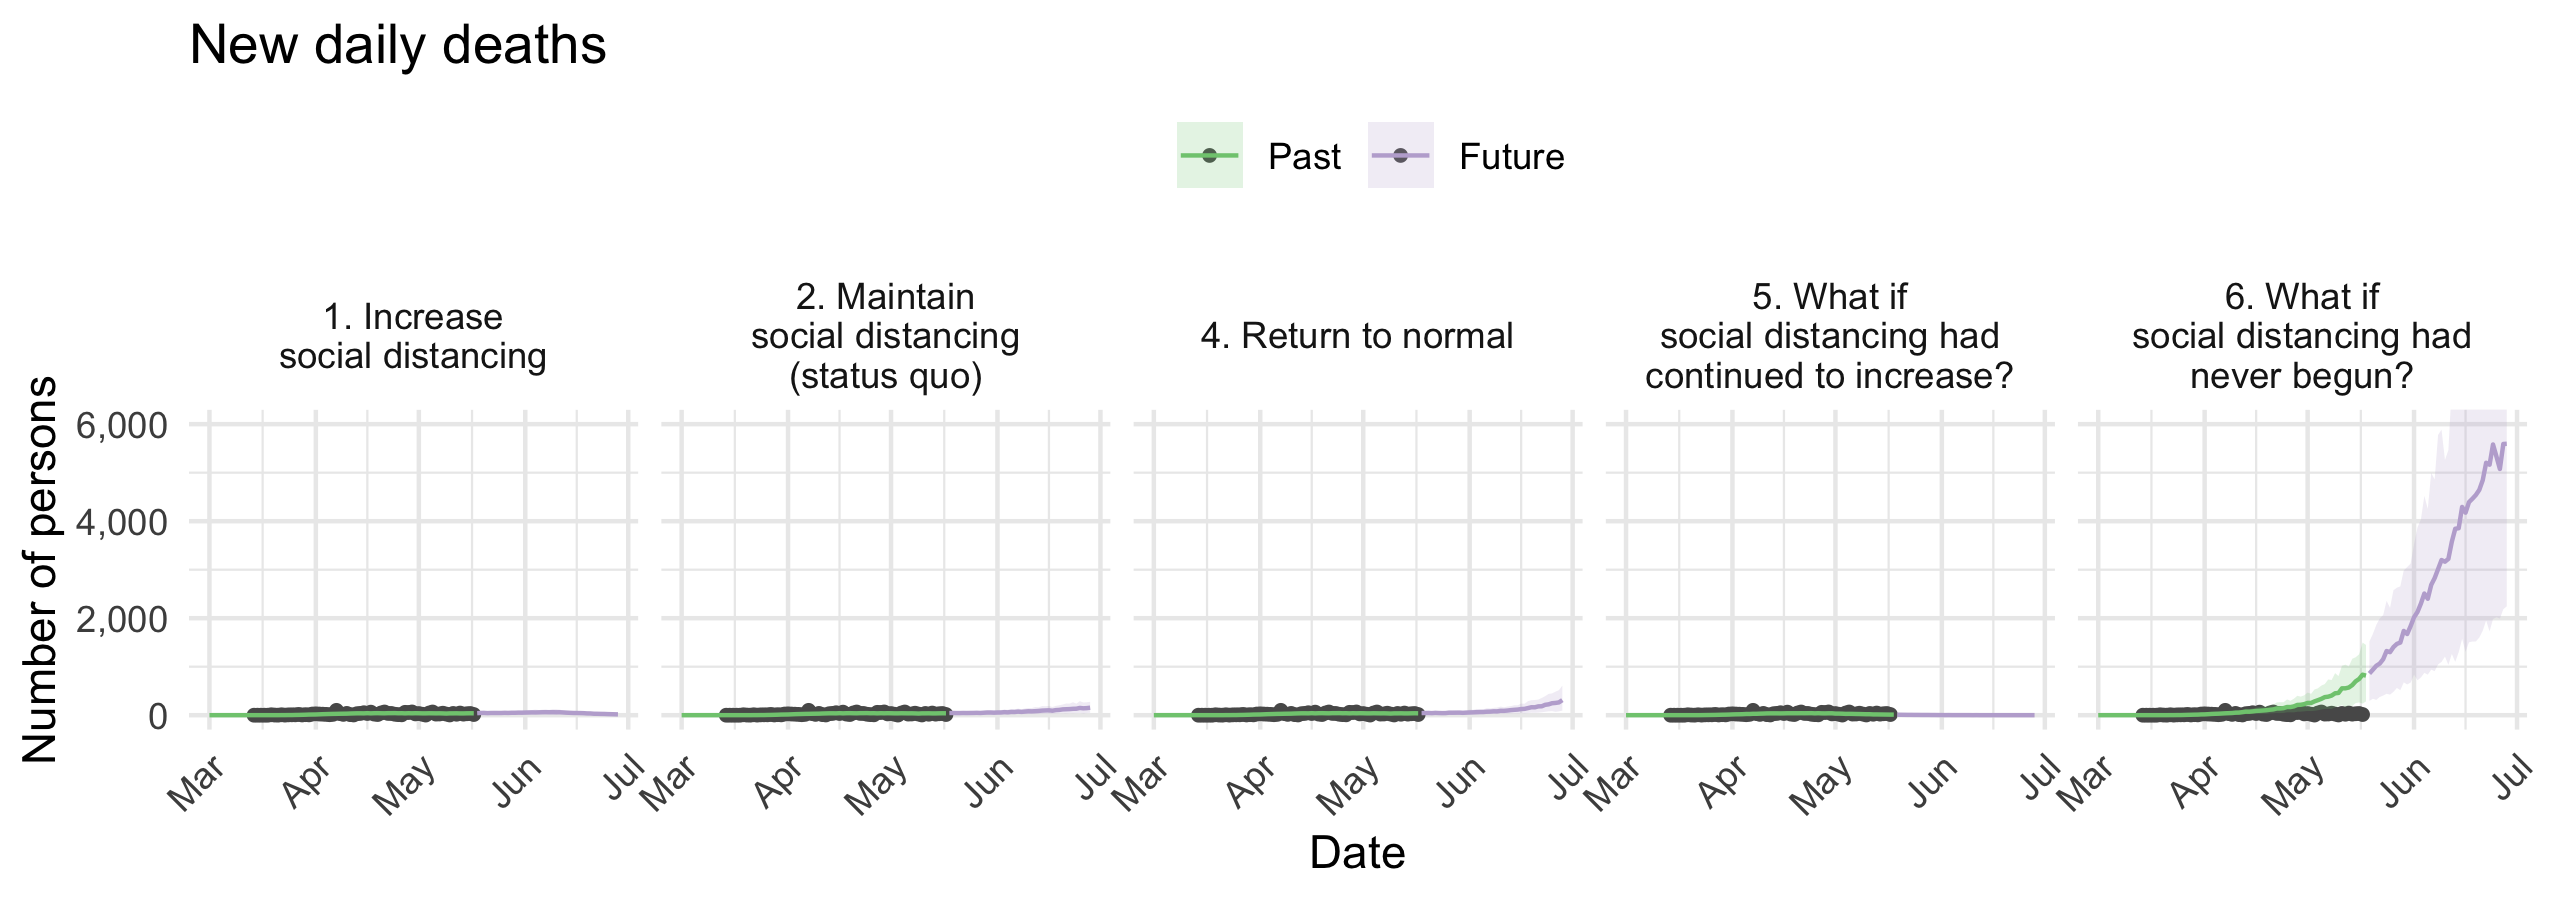 New daily deaths
Past
Future
1. Increase
social distancing
2. Maintain
social distancing
(status quo)
4. Return to normal
5. What if
social distancing had
continued to increase?
6. What if
social distancing had
never begun?
Number of persons
6,000
4,000
2,000
0
Mar
Apr
May
Jun
Jul
Mar
Apr
May
Jun
Jul
Mar
Apr
May
Jun
Jul
Mar
Apr
May
Jun
Jul
Mar
Apr
May
Jun
Jul
Date